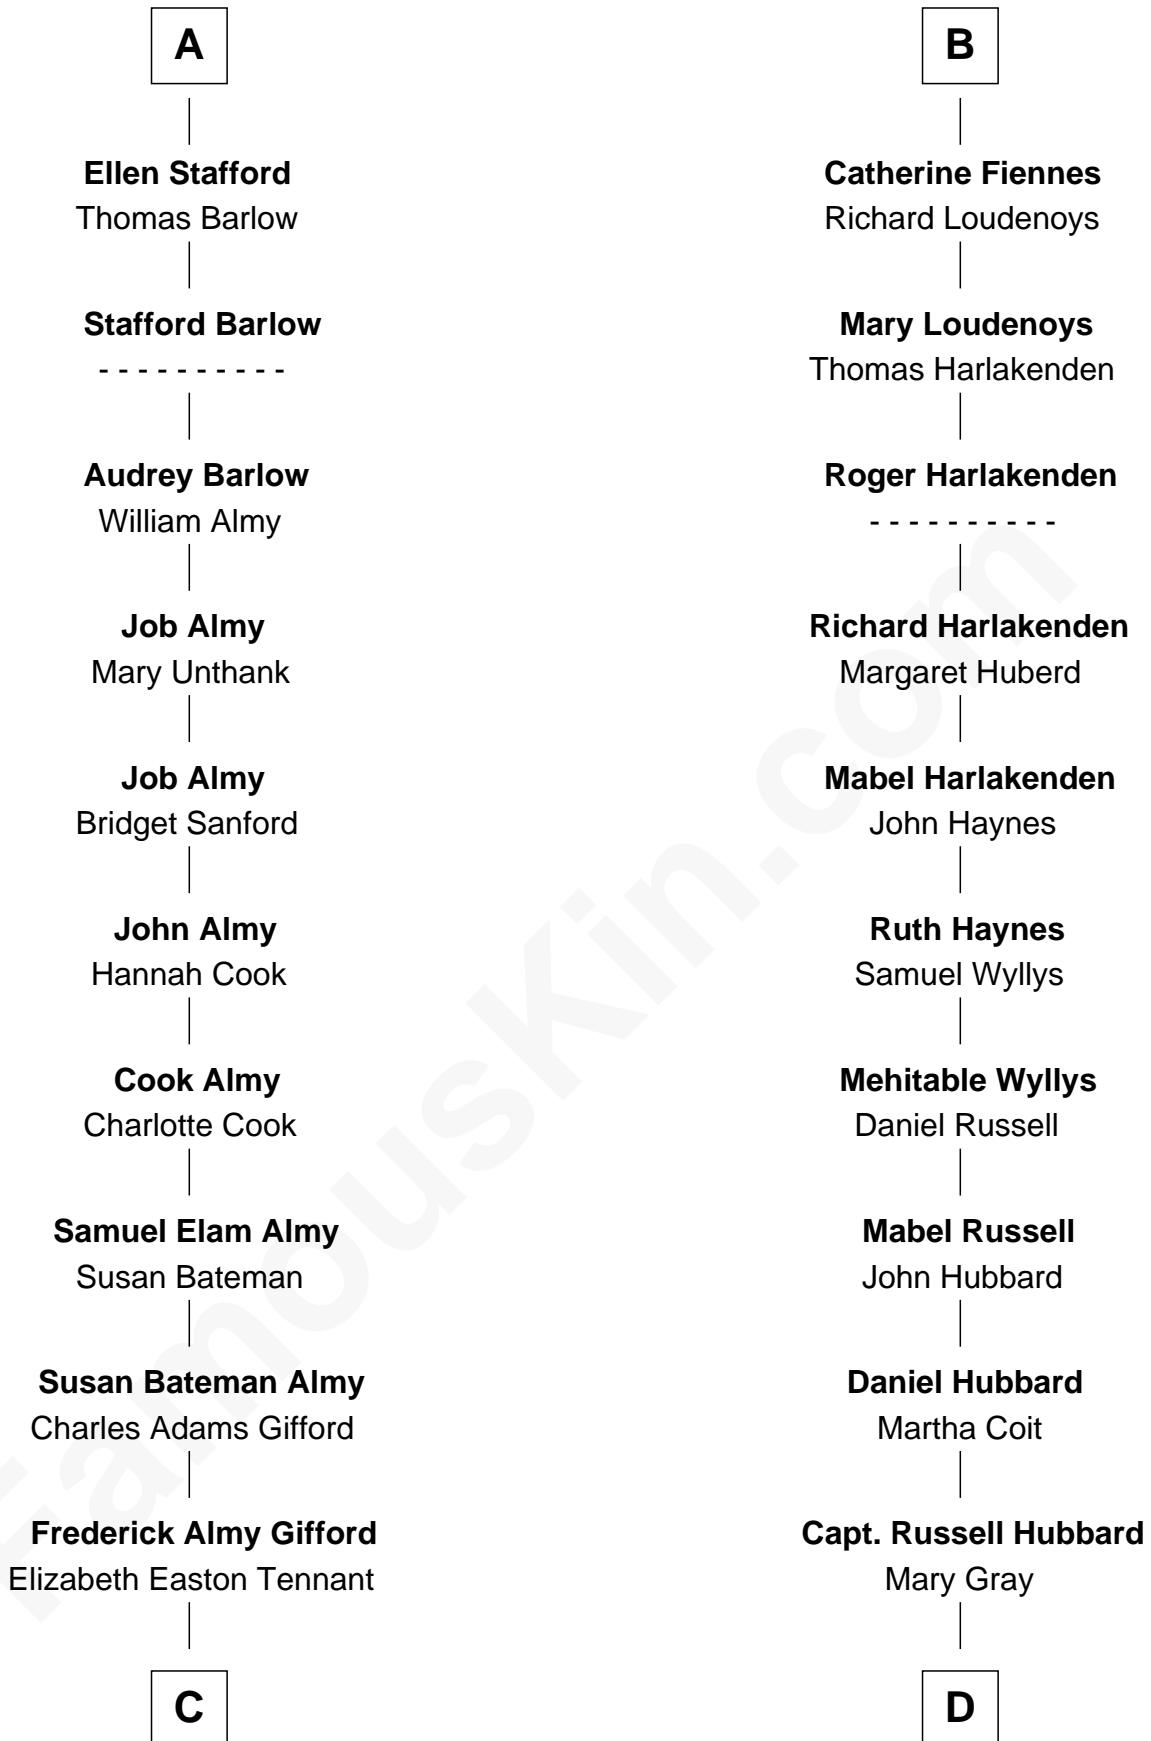 A
Ellen Stafford
Thomas Barlow
Stafford Barlow
- - - - - - - - - -
Audrey Barlow
William Almy
Job Almy
Mary Unthank
Job Almy
Bridget Sanford
John Almy
Hannah Cook
Cook Almy
Charlotte Cook
Samuel Elam Almy
Susan Bateman
Susan Bateman Almy
Charles Adams Gifford
Frederick Almy Gifford
Elizabeth Easton Tennant
C
B
Catherine Fiennes
Richard Loudenoys
Mary Loudenoys
Thomas Harlakenden
Roger Harlakenden
- - - - - - - - - -
Richard Harlakenden
Margaret Huberd
Mabel Harlakenden
John Haynes
Ruth Haynes
Samuel Wyllys
Mehitable Wyllys
Daniel Russell
Mabel Russell
John Hubbard
Daniel Hubbard
Martha Coit
Capt. Russell Hubbard
Mary Gray
D
FamousKin.com